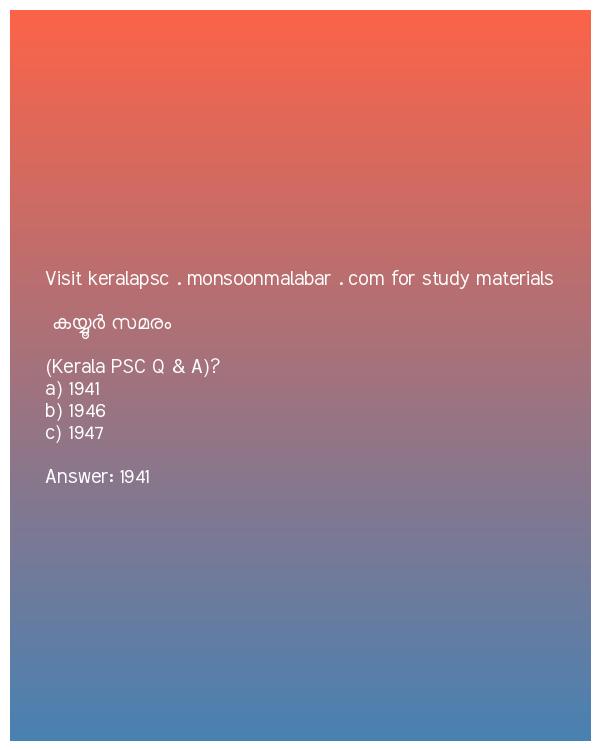 Visit keralapsc . monsoonmalabar . com for study materials
കയ്യൂർ സമരം
(Kerala PSC Q & A)?
a) 1941
b) 1946
c) 1947
Answer: 1941